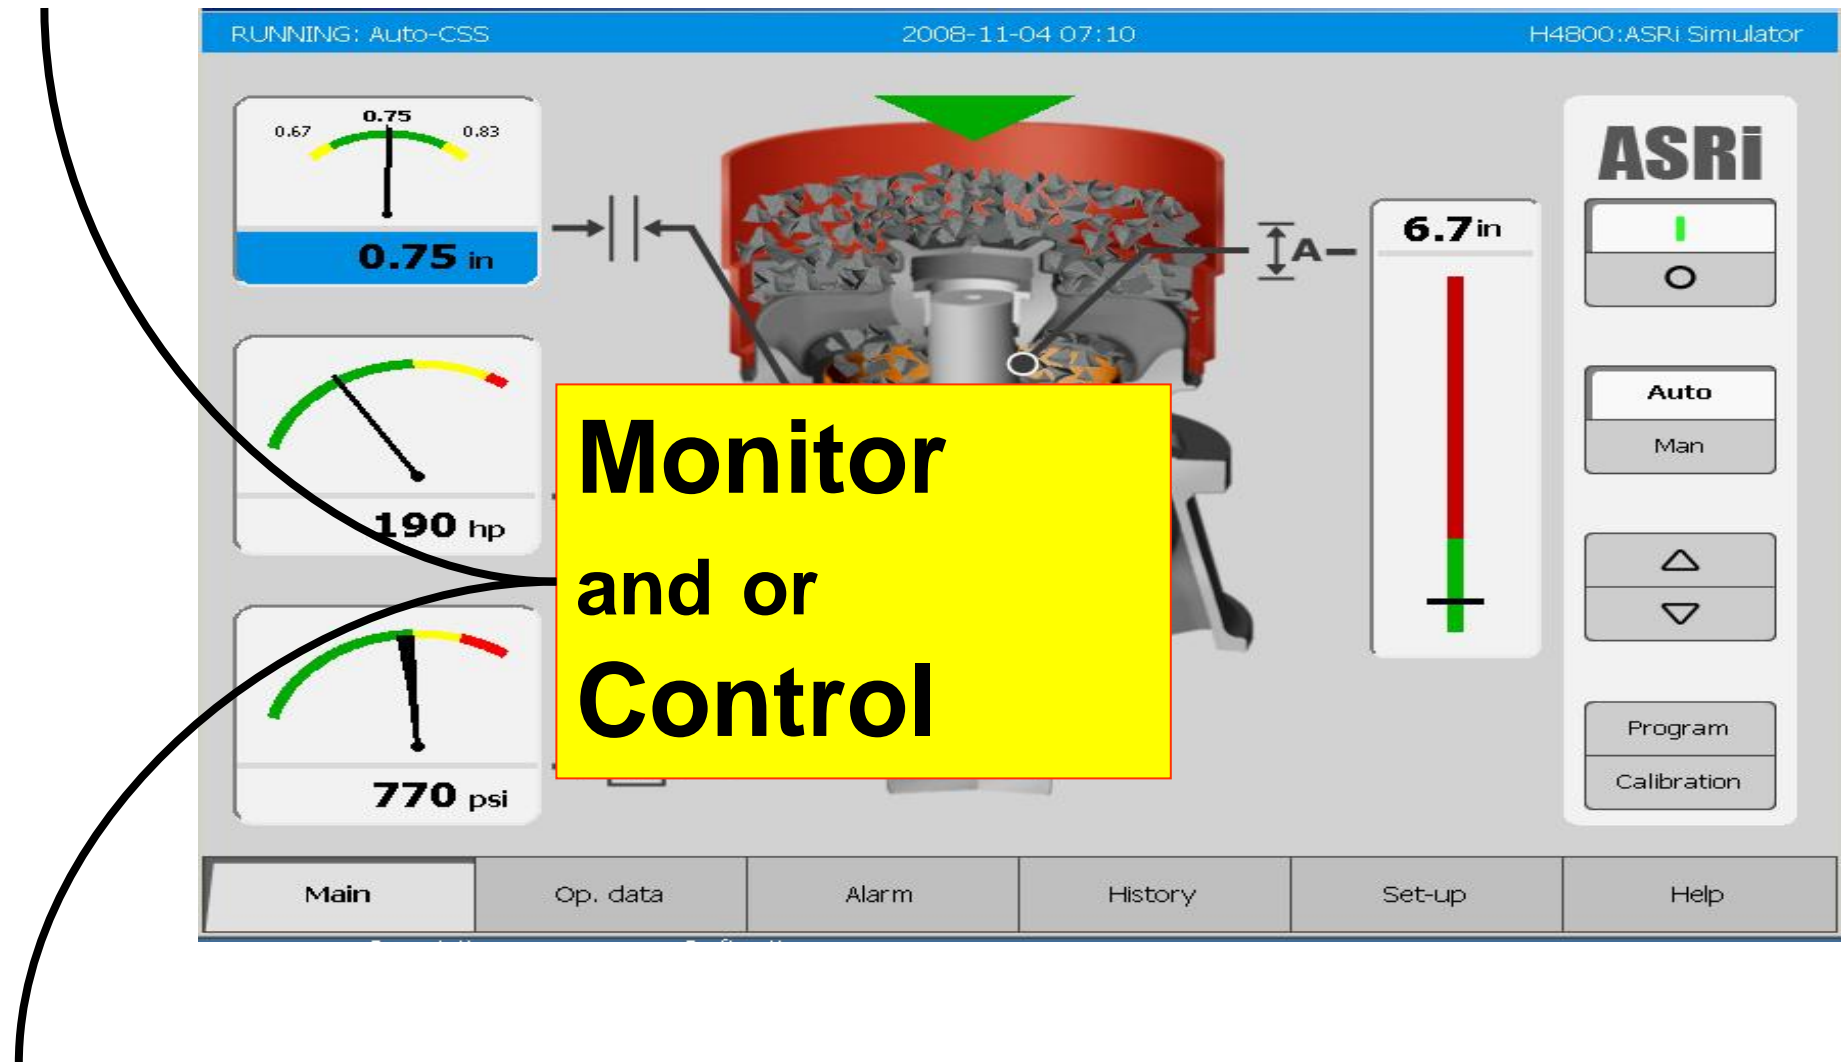 RUNNING: Auto-CSS 2008-11-04 07:10 H4800:ASRi Simulator
0.67 0.75 0.83
0.75 in
A
6.7in
ASRi
Auto
Man
190 hp
Monitor
and or
Control
770 psi
Program
Calibration
Main Op. data Alarm History Set-up Help